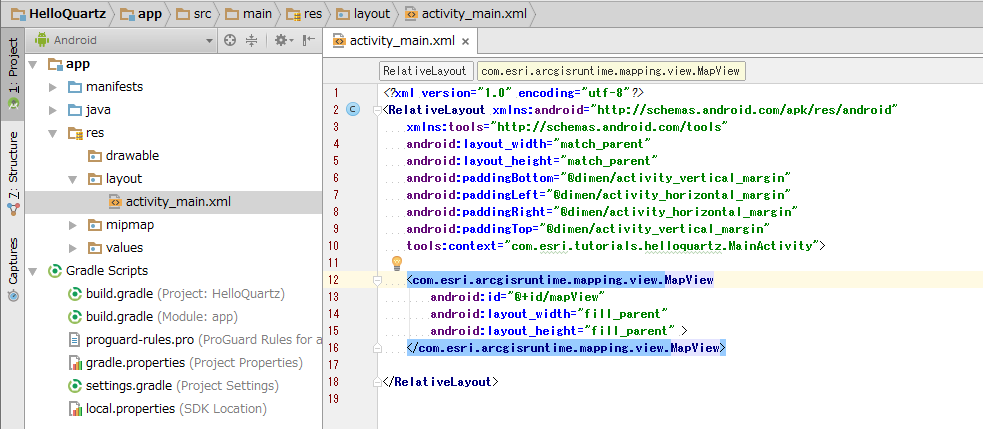 HelloQuartz app src main res layout activity_main.xml
Android
activity_main.xml
1: Project
7: Structure
Captures
app
manifests
java
res
drawable
layout
activity_main.xml
mipmap
values
Gradle Scripts
build.gradle (Project: HelloQuartz)
build.gradle (Module: app)
proguard-rules.pro (ProGuard Rules for a
gradle.properties (Project Properties)
settings.gradle (Project Settings)
local.properties (SDK Location)
RelativeLayout com.esri.arcgisruntime.mapping.view.MapView
1 <?xml version="1.0" encoding="utf-8"?>
2 C <RelativeLayout xmlns:android="http://schemas.android.com/apk/res/android"
3 xmlns:tools="http://schemas.android.com/tools"
4 android:layout_width="match_parent"
5 android:layout_height="match_parent"
6 android:paddingBottom="@dimen/activity_vertical_margin"
7 android:paddingLeft="@dimen/activity_horizontal_margin"
8 android:paddingRight="@dimen/activity_horizontal_margin"
9 android:paddingTop="@dimen/activity_vertical_margin"
10 tools:context="com.esri.tutorials.helloquartz.MainActivity">
11
12 <com.esri.arcgisruntime.mapping.view.MapView
13 android:id="@+id/mapView"
14 android:layout_width="fill_parent"
15 android:layout_height="fill_parent" >
16 </com.esri.arcgisruntime.mapping.view.MapView>
17
18 </RelativeLayout>
19